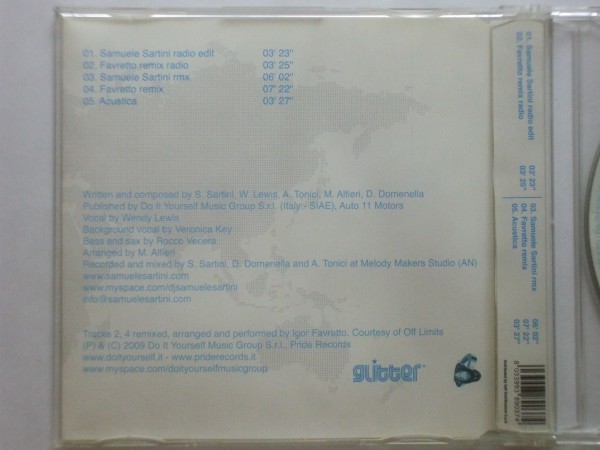 01. Samuele Sartini radio edit 03' 23"
02. Favretto remix radio 03' 25"
03. Samuele Sartini rmx 06' 02"
04. Favretto remix 07' 22"
05. Acustica 03' 27"
Written and composed by S. Sartini, W. Lewis, A. Tonici, M. Alfieri, D. Domenella
Published by Do It Yourself Music Group S.r.l. (Italy - SIAE), Auto 11 Motors
Vocal by Wendy Lewis
Background vocal by Veronica Key
Bass and sax by Rocco Vecera
Arranged by M. Alfieri
Recorded and mixed by S. Sartini, D. Domenella and A. Tonici at Melody Makers Studio (AN)
www.samuelesartini.com
www.myspace.com/djsamuelesartini
info@samuelesartini.com
Tracks 2, 4 remixed, arranged and performed by Igor Favratto. Courtesy of Off Limits
(P) & (C) 2009 Do It Yourself Music Group S.r.L. Pride Records
www.doityourself.it - www.priderecords.it
www.myspace.com/doityourselfmusicgroup
glitter
01. Samuele Sartini radio edit 03' 23"
02. Favretto remix radio 03' 25"
03. Samuele Sartini rmx 06' 02"
04. Favretto remix 07' 22"
05. Acustica 03' 27"